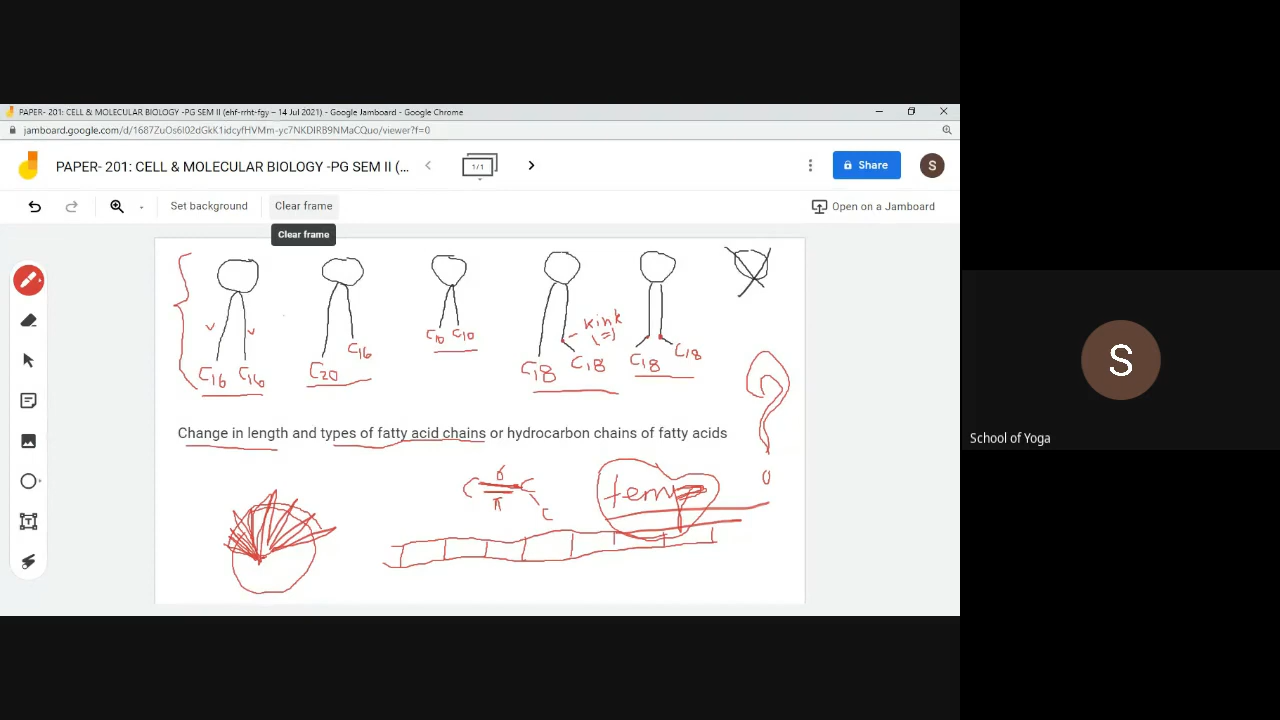 PAPER- 201: CELL & MOLECULAR BIOLOGY -PG SEM II (ehf-rrht-fgy – 14 Jul 2021) - Google Jamboard - Google Chrome
jamboard.google.com/d/1687ZuOs6I02dGkK1idcyfHVMm-yc7NKDIRB9NMaCQuo/viewer?f=0
PAPER- 201: CELL & MOLECULAR BIOLOGY -PG SEM II (...
1/1
Share
S
Set background
Clear frame
Open on a Jamboard
Clear frame
kink
(=)
C10 C10
C16
C16 C16
C20
C18
C18
C18
C18
S
Change in length and types of fatty acid chains or hydrocarbon chains of fatty acids
School of Yoga
σ
C C
π
C
temp
?